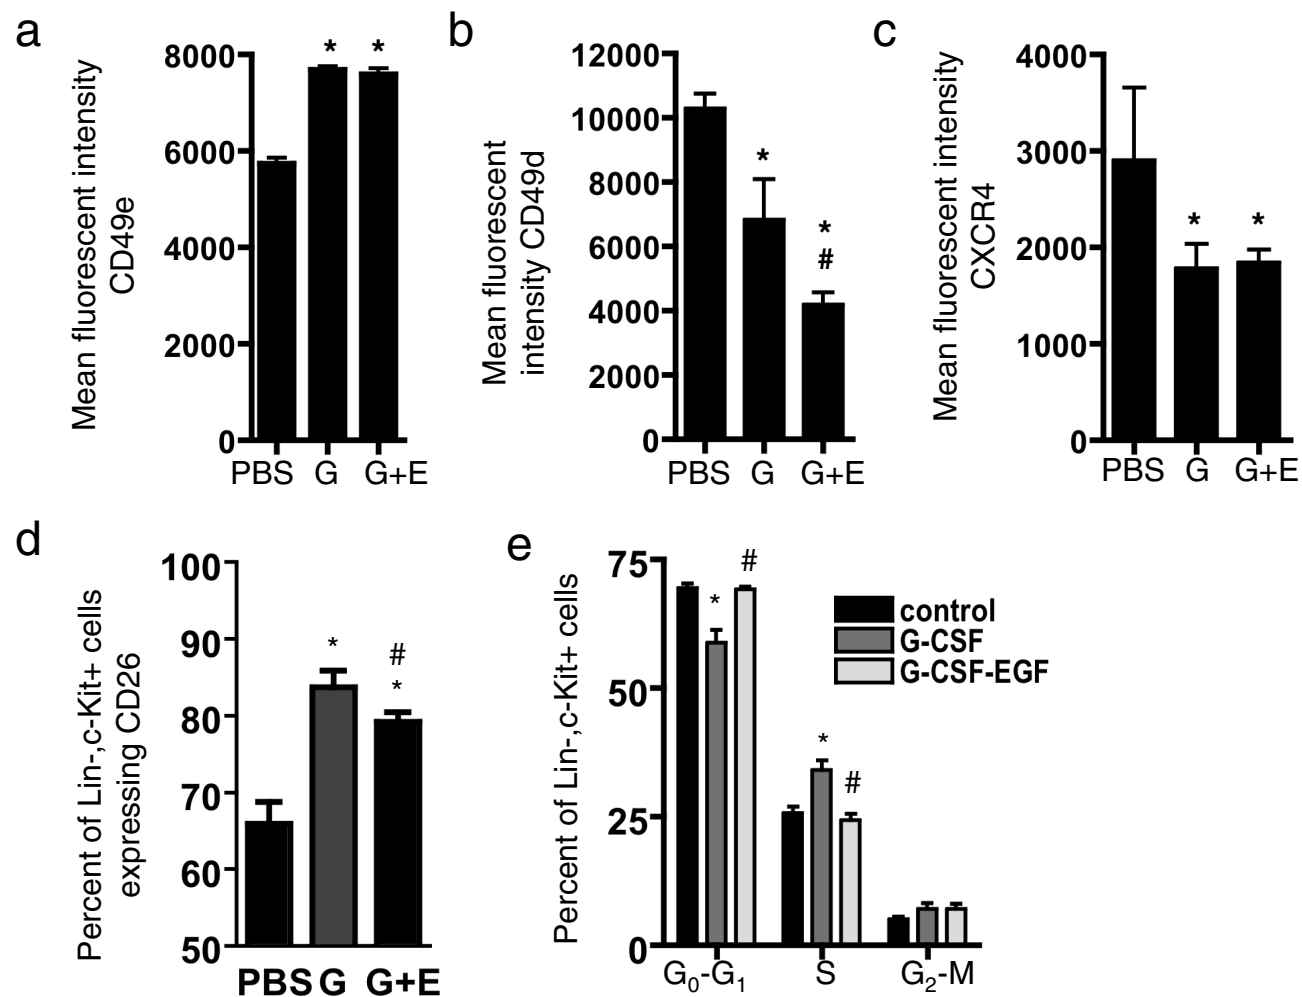 a
Mean fluorescent intensity
CD49e
8000
6000
4000
2000
0
* *
PBS G G+E
b
Mean fluorescent
intensity CD49d
12000
10000
8000
6000
4000
2000
0
*
*
#
PBS G G+E
c
Mean fluorescent intensity
CXCR4
4000
3000
2000
1000
0
* *
PBS G G+E
d
Percent of Lin-,c-Kit+ cells
expressing CD26
100
90
80
70
60
50
*
#
*
PBS G G+E
e
Percent of Lin-,c-Kit+ cells
75
50
25
0
*
#
*
#
control
G-CSF
G-CSF-EGF
G₀-G₁ S G₂-M